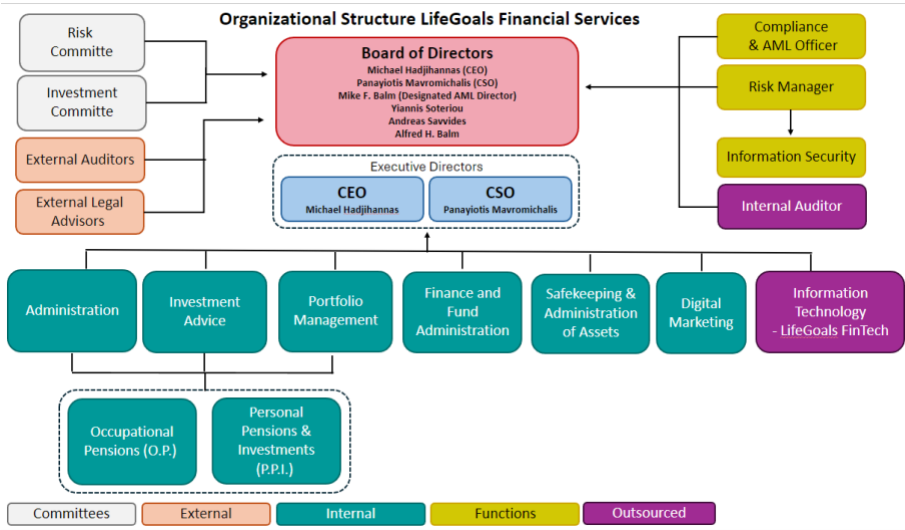 Organizational Structure LifeGoals Financial Services
Risk
Committe
Investment
Committe
External Auditors
External Legal
Advisors
Board of Directors
Michael Hadjihannas (CEO)
Panayiotis Mavromichalis (CSO)
Mike F. Balm (Designated AML Director)
Yiannis Soteriou
Andreas Savvides
Alfred H. Balm
Compliance
& AML Officer
Risk Manager
Information Security
Internal Auditor
Executive Directors
CEO
Michael Hadjihannas
CSO
Panayiotis Mavromichalis
Administration
Investment
Advice
Portfolio
Management
Finance and
Fund
Administration
Safekeeping &
Administration
of Assets
Digital
Marketing
Information
Technology
- LifeGoals FinTech
Occupational
Pensions (O.P.)
Personal
Pensions &
Investments
(P.P.I.)
Committees
External
Internal
Functions
Outsourced